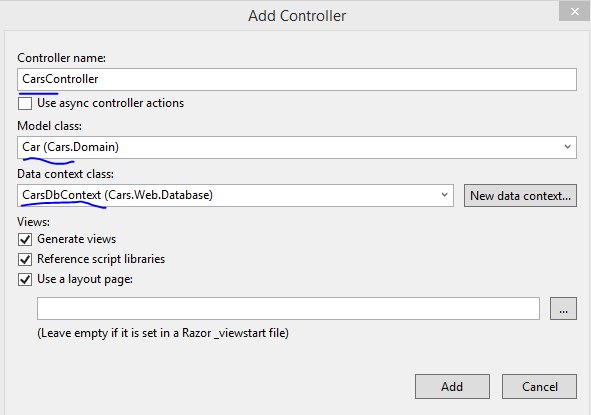 Add Controller
Controller name:
CarsController
Use async controller actions
Model class:
Car (Cars.Domain)
Data context class:
CarsDbContext (Cars.Web.Database)
New data context...
Views:
Generate views
Reference script libraries
Use a layout page:
...
(Leave empty if it is set in a Razor _viewstart file)
Add
Cancel